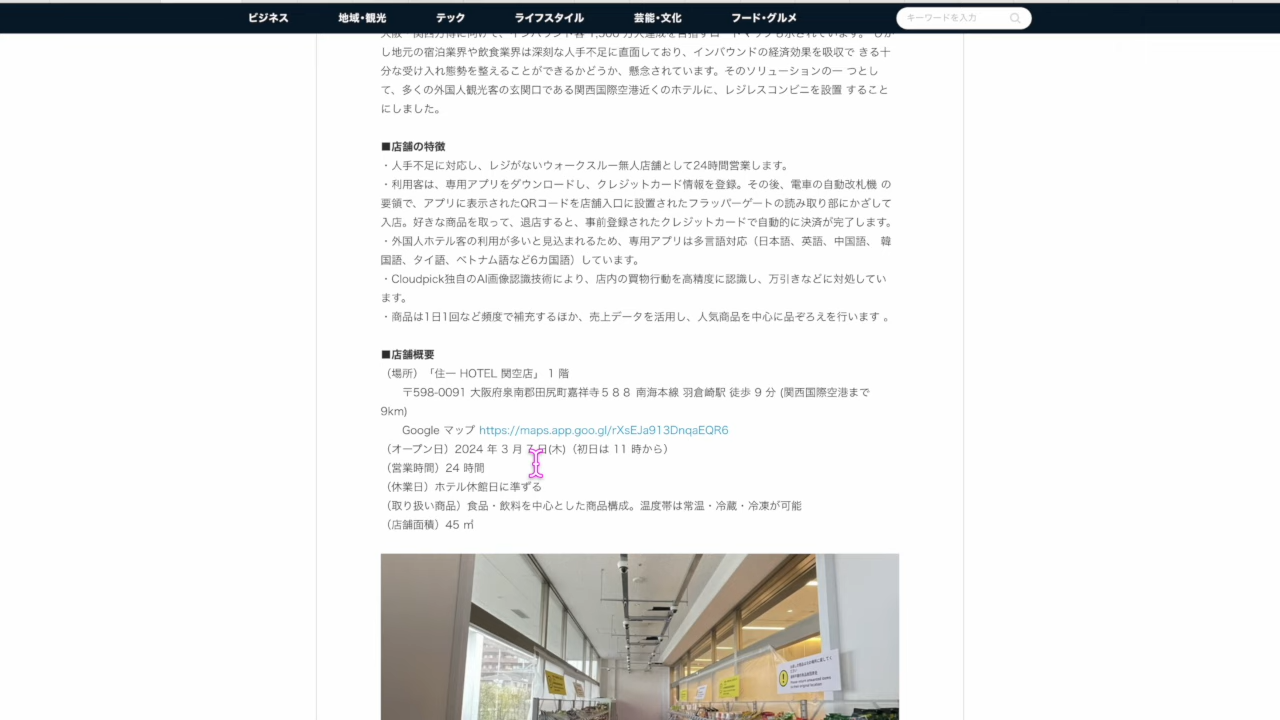 ビジネス 地域・観光 テック ライフスタイル 芸能・文化 フード・グルメ キーワードを入力
し地元の宿泊業界や飲食業界は深刻な人手不足に直面しており、インバウンドの経済効果を吸収で きる十
分な受け入れ態勢を整えることができるかどうか、懸念されています。そのソリューションの一 つとし
て、多くの外国人観光客の玄関口である関西国際空港近くのホテルに、レジレスコンビニを設置 すること
にしました。
■店舗の特徴
・人手不足に対応し、レジがないウォークスルー無人店舗として24時間営業します。
・利用客は、専用アプリをダウンロードし、クレジットカード情報を登録。その後、電車の自動改札機 の
要領で、アプリに表示されたQRコードを店舗入口に設置されたフラッパーゲートの読み取り部にかざして
入店。好きな商品を取って、退店すると、事前登録されたクレジットカードで自動的に決済が完了します。
・外国人ホテル客の利用が多いと見込まれるため、専用アプリは多言語対応（日本語、英語、中国語、 韓
国語、タイ語、ベトナム語など6カ国語）しています。
・Cloudpick独自のAI画像認識技術により、店内の買物行動を高精度に認識し、万引きなどに対処してい
ます。
・商品は1日1回など頻度で補充するほか、売上データを活用し、人気商品を中心に品ぞろえを行います 。
■店舗概要
（場所）「住一 HOTEL 関空店」 1 階
〒598-0091 大阪府泉南郡田尻町嘉祥寺５８８ 南海本線 羽倉崎駅 徒歩 9 分 (関西国際空港まで
9km)
Google マップ https://maps.app.goo.gl/rXsEJa913DnqaEQR6
（オープン日）2024 年 3 月 7 日(木)（初日は 11 時から）
（営業時間）24 時間
（休業日）ホテル休館日に準ずる
（取り扱い商品）食品・飲料を中心とした商品構成。温度帯は常温・冷蔵・冷凍が可能
（店舗面積）45 ㎡